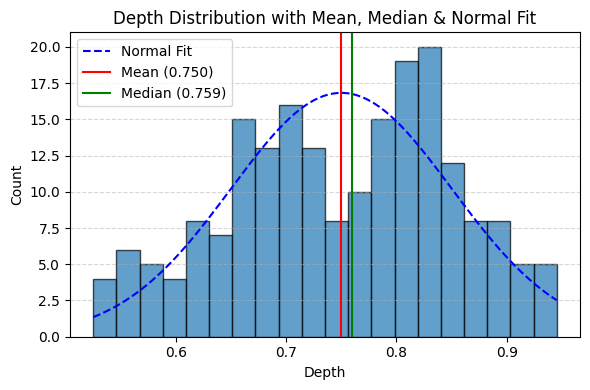 Depth Distribution with Mean, Median & Normal Fit
Normal Fit
Mean (0.750)
Median (0.759)
20.0
17.5
15.0
12.5
10.0
7.5
5.0
2.5
0.0
Count
0.6 0.7 0.8 0.9
Depth